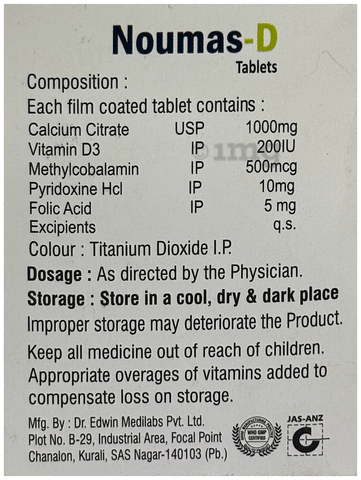 Noumas-D
Tablets
Composition :
Each film coated tablet contains :
Calcium Citrate USP 1000mg
Vitamin D3 IP 200IU
Methylcobalamin IP 500mcg
Pyridoxine Hcl IP 10mg
Folic Acid IP 5 mg
Excipients q.s.
Colour : Titanium Dioxide I.P.
Dosage : As directed by the Physician.
Storage : Store in a cool, dry & dark place
Improper storage may deteriorate the Product.
Keep all medicine out of reach of children.
Appropriate overages of vitamins added to
compensate loss on storage.
Mfg. By : Dr. Edwin Medilabs Pvt. Ltd.
Plot No. B-29, Industrial Area, Focal Point
Chanalon, Kurali, SAS Nagar-140103 (Pb.)
WHO GMP
CERTIFIED
JAS-ANZ